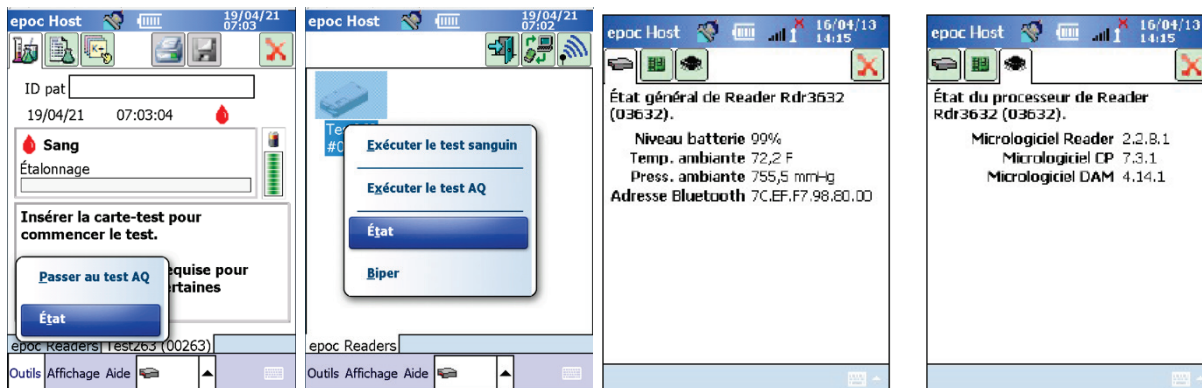 epoc Host 19/04/21 07:03
ID pat
19/04/21 07:03:04
Sang
Étalonnage
Insérer la carte-test pour
commencer le test.
equise pour
ertaines
Passer au test AQ
État
epoc Readers Test263 (00263)
Outils Affichage Aide
epoc Host 19/04/21 07:02
Exécuter le test sanguin
Exécuter le test AQ
État
Biper
epoc Readers
Outils Affichage Aide
epoc Host 16/04/13 14:15
État général de Reader Rdr3632
(03632).
Niveau batterie 99%
Temp. ambiante 72,2 F
Press. ambiante 755,5 mmHg
Adresse Bluetooth 7C.EF.F7.98.80.00
epoc Host 16/04/13 14:15
État du processeur de Reader
Rdr3632 (03632).
Micrologiciel Reader 2.2.8.1
Micrologiciel CP 7.3.1
Micrologiciel DAM 4.14.1